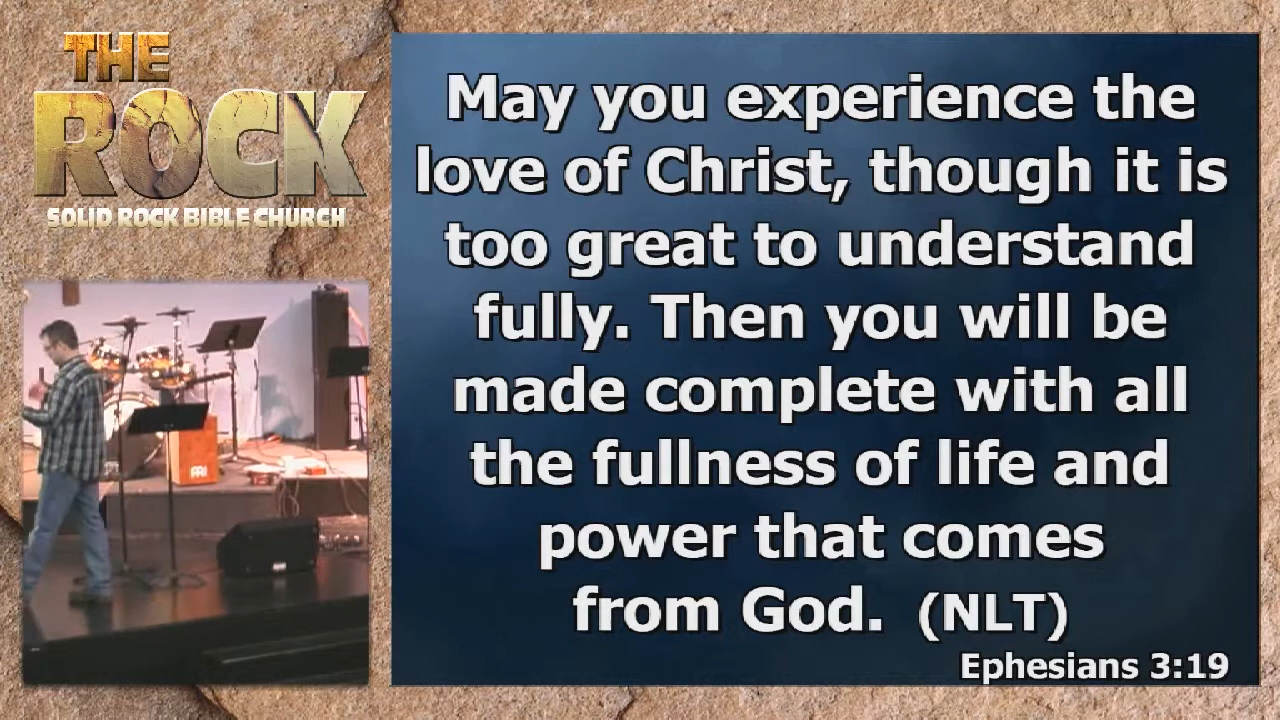 THE
ROCK
SOLID ROCK BIBLE CHURCH
May you experience the
love of Christ, though it is
too great to understand
fully. Then you will be
made complete with all
the fullness of life and
power that comes
from God. (NLT)
Ephesians 3:19